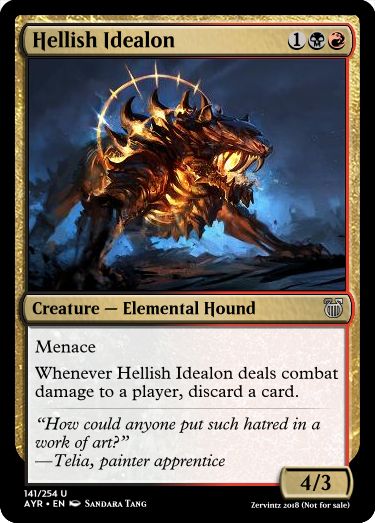 Hellish Idealon 1
Creature — Elemental Hound
Menace
Whenever Hellish Idealon deals combat
damage to a player, discard a card.
“How could anyone put such hatred in a
work of art?”
—Telia, painter apprentice
4/3
141/254 U
AYR • EN SANDARA TANG
Zervintz 2018 (Not for sale)